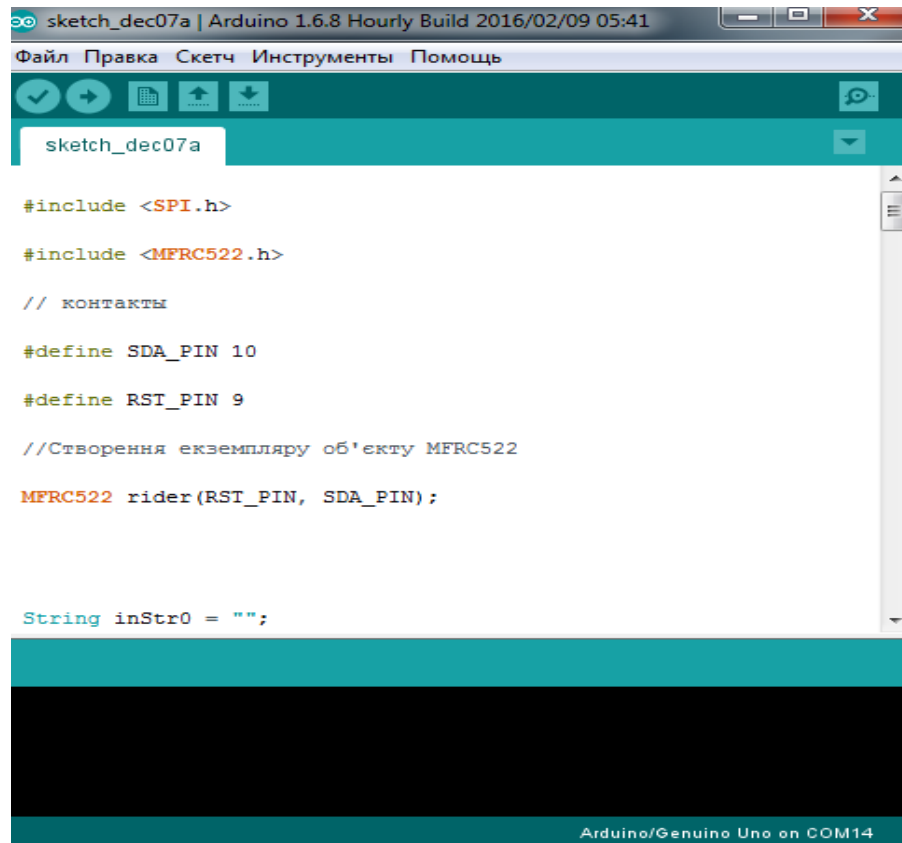 sketch_dec07a | Arduino 1.6.8 Hourly Build 2016/02/09 05:41
Файл Правка Скетч Инструменты Помощь
sketch_dec07a
#include <SPI.h>
#include <MFRC522.h>
// контакты
#define SDA_PIN 10
#define RST_PIN 9
//Створення екземпляру об'єкту MFRC522
MFRC522 rider(RST_PIN, SDA_PIN);
String inStr0 = "";
Arduino/Genuino Uno on COM14